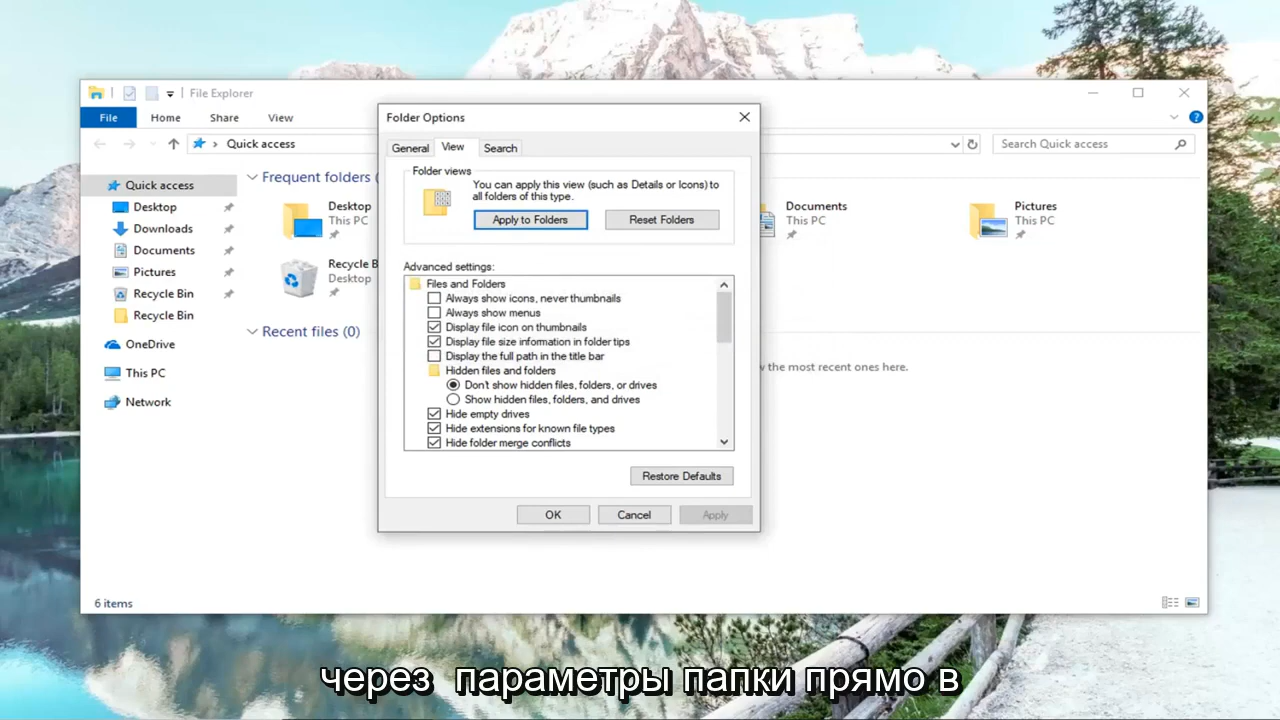 File Explorer
File
Home
Share
View
Quick access
Search Quick access
Quick access
Desktop
Downloads
Documents
Pictures
Recycle Bin
Recycle Bin
OneDrive
This PC
Network
Frequent folders (
Desktop
This PC
Recycle B
Desktop
Documents
This PC
Pictures
This PC
Recent files (0)
the most recent ones here.
6 items
Folder Options
General
View
Search
Folder views
You can apply this view (such as Details or Icons) to
all folders of this type.
Apply to Folders
Reset Folders
Advanced settings:
Files and Folders
Always show icons, never thumbnails
Always show menus
Display file icon on thumbnails
Display file size information in folder tips
Display the full path in the title bar
Hidden files and folders
Don't show hidden files, folders, or drives
Show hidden files, folders, and drives
Hide empty drives
Hide extensions for known file types
Hide folder merge conflicts
Restore Defaults
OK
Cancel
Apply
через параметры папки прямо в